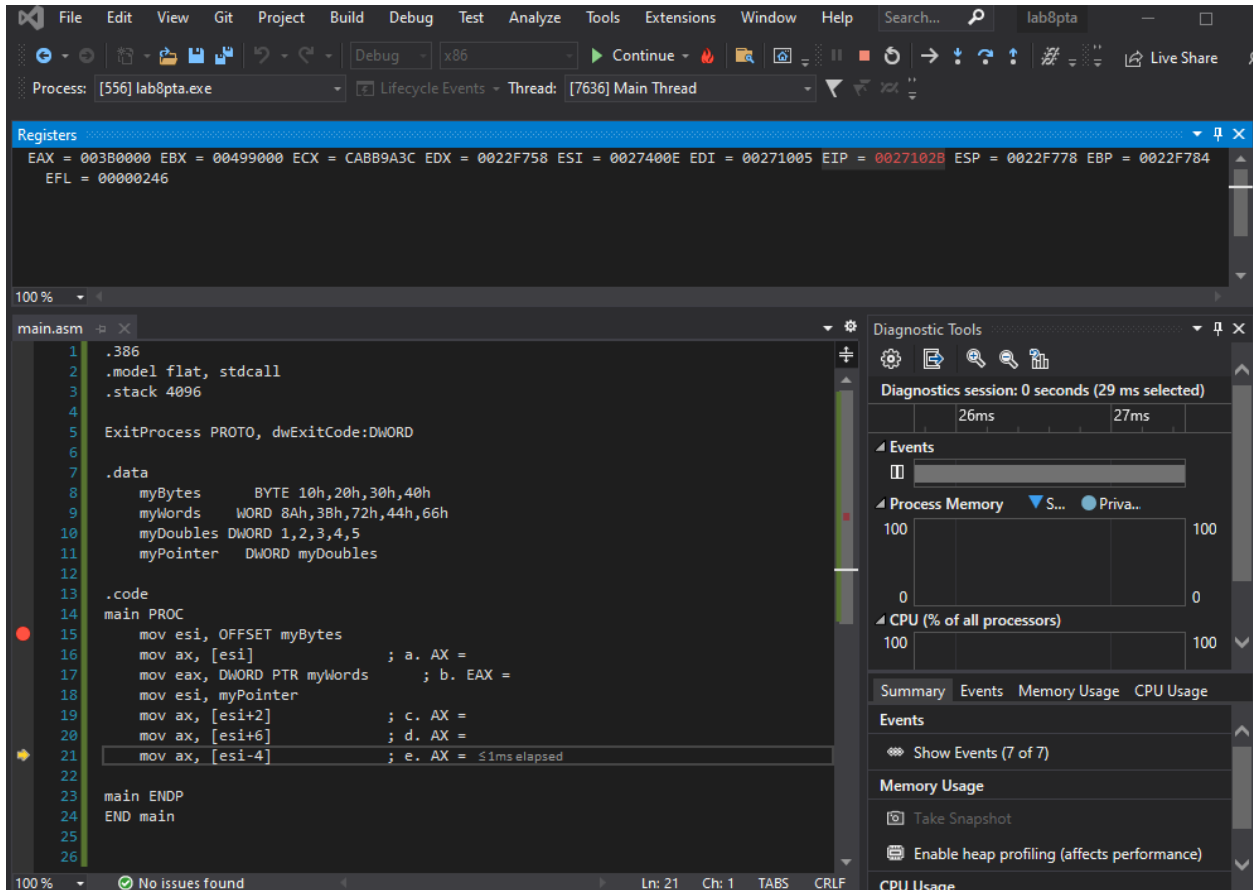 File Edit View Git Project Build Debug Test Analyze Tools Extensions Window Help Search... lab8pta
Debug x86 Continue Live Share
Process: [556] lab8pta.exe Lifecycle Events Thread: [7636] Main Thread
Registers
EAX = 003B0000 EBX = 00499000 ECX = CABB9A3C EDX = 0022F758 ESI = 0027400E EDI = 00271005 EIP = 0027102B ESP = 0022F778 EBP = 0022F784
EFL = 00000246
100 %
main.asm
1 .386
2 .model flat, stdcall
3 .stack 4096
4
5 ExitProcess PROTO, dwExitCode:DWORD
6
7 .data
8 myBytes BYTE 10h,20h,30h,40h
9 myWords WORD 8Ah,3Bh,72h,44h,66h
10 myDoubles DWORD 1,2,3,4,5
11 myPointer DWORD myDoubles
12
13 .code
14 main PROC
15 mov esi, OFFSET myBytes
16 mov ax, [esi] ; a. AX =
17 mov eax, DWORD PTR myWords ; b. EAX =
18 mov esi, myPointer
19 mov ax, [esi+2] ; c. AX =
20 mov ax, [esi+6] ; d. AX =
21 mov ax, [esi-4] ; e. AX = ≤1ms elapsed
22
23 main ENDP
24 END main
25
26
100 % No issues found Ln: 21 Ch: 1 TABS CRLF
Diagnostic Tools
Diagnostics session: 0 seconds (29 ms selected)
26ms 27ms
Events
Process Memory S... Priva...
100 100
0 0
CPU (% of all processors)
100 100
Summary Events Memory Usage CPU Usage
Events
Show Events (7 of 7)
Memory Usage
Take Snapshot
Enable heap profiling (affects performance)
CPU Usage